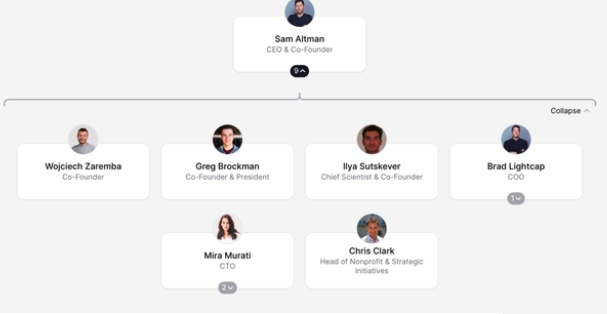 Sam Altman
CEO & Co-Founder
9
Collapse
Wojciech Zaremba
Co-Founder
Greg Brockman
Co-Founder & President
Ilya Sutskever
Chief Scientist & Co-Founder
Brad Lightcap
COO
1
Mira Murati
CTO
2
Chris Clark
Head of Nonprofit & Strategic
Initiatives